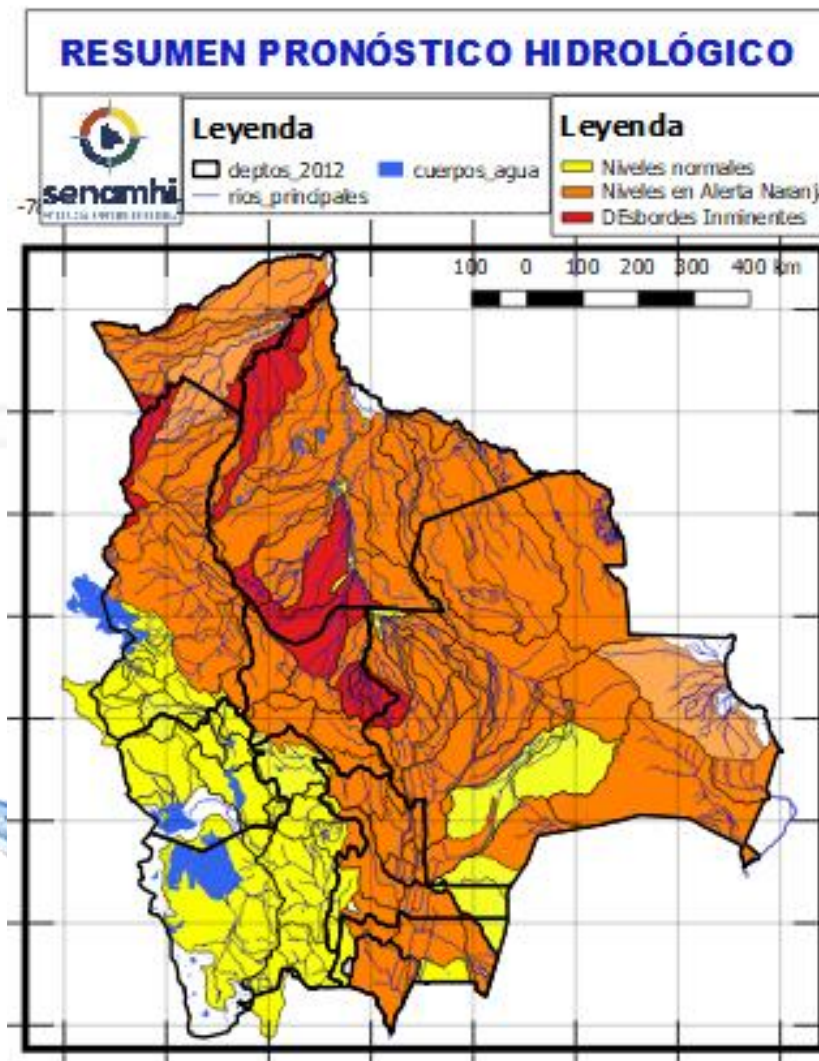 RESUMEN PRONÓSTICO HIDROLÓGICO
senamhi
Leyenda
deptos_2012
cuerpos_agua
rios_principales
Leyenda
Niveles normales
Niveles en Alerta Naranj
DEsbordes Inminentes
100 0 100 200 300 400 km